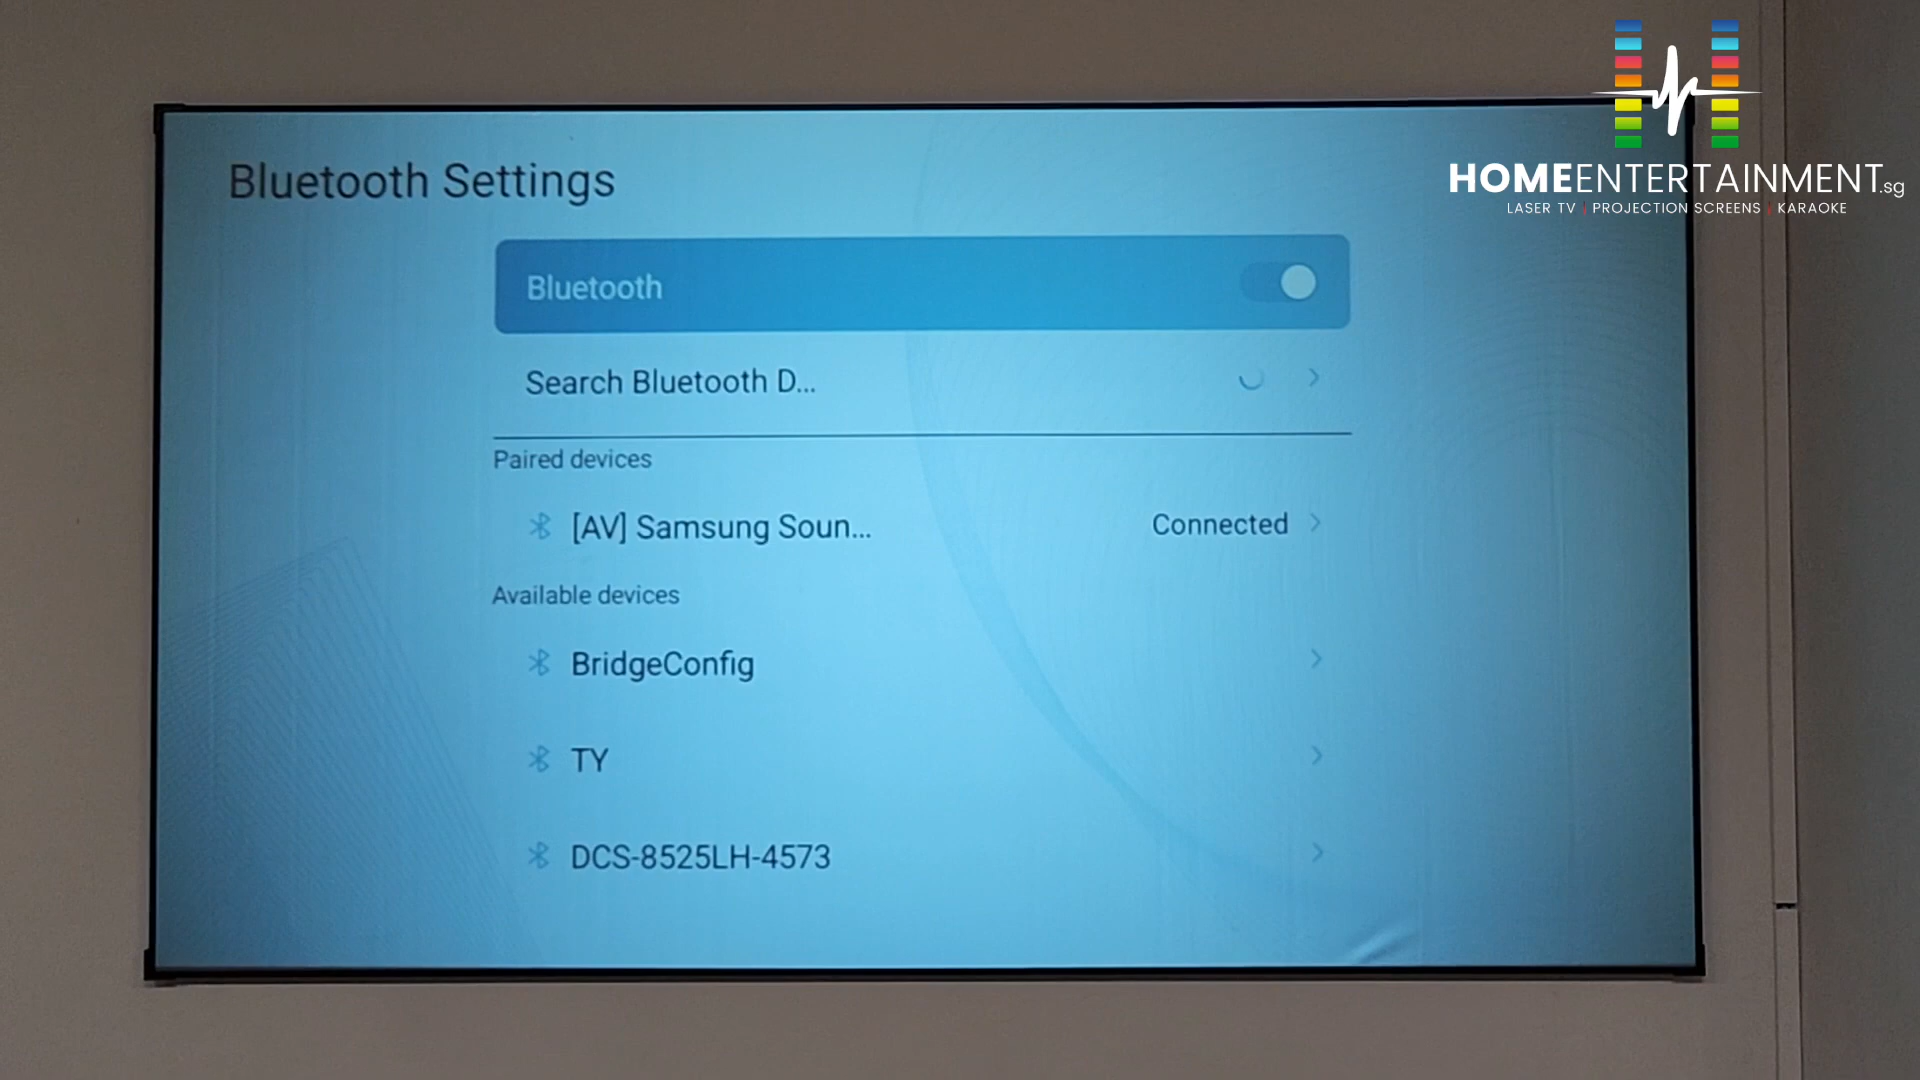 HOMEENTERTAINMENT.sg
LASER TV | PROJECTION SCREENS | KARAOKE
Bluetooth Settings
Bluetooth
Search Bluetooth D...
Paired devices
[AV] Samsung Soun...
Connected
Available devices
BridgeConfig
TY
DCS-8525LH-4573